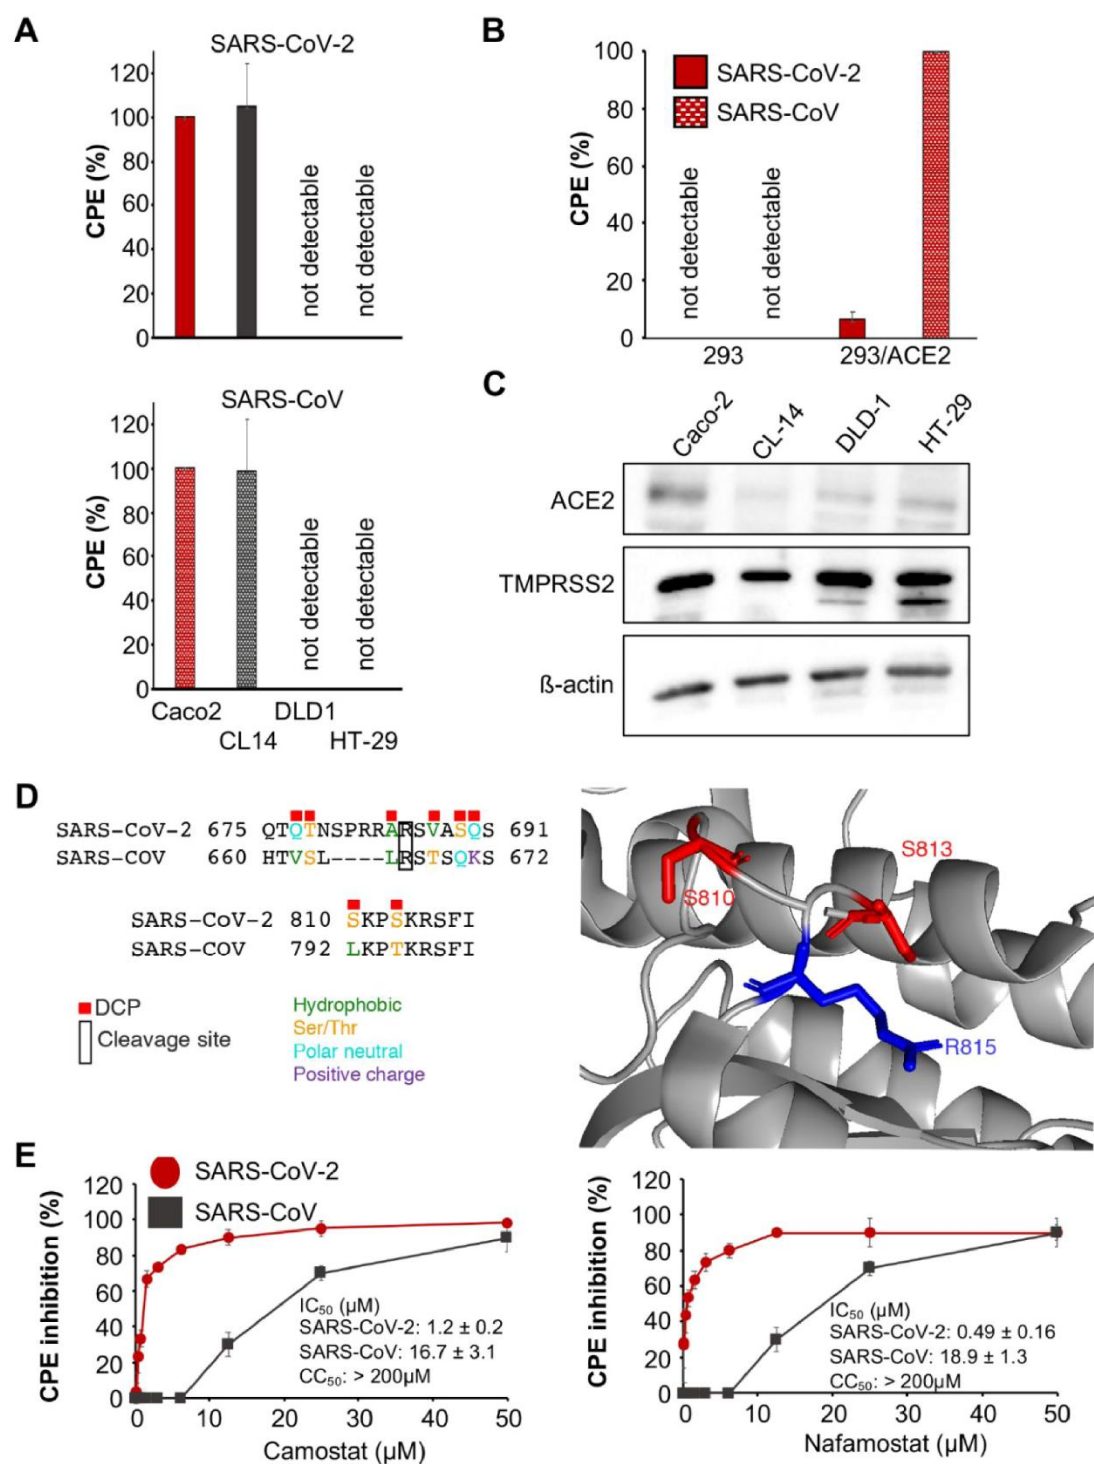 A
SARS-CoV-2
CPE (%)
120
100
80
60
40
20
0
not detectable
not detectable
SARS-CoV
CPE (%)
120
100
80
60
40
20
0
not detectable
not detectable
Caco2 DLD1
CL14 HT-29
B
CPE (%)
100
80
60
40
20
0
SARS-CoV-2
SARS-CoV
not detectable
not detectable
293 293/ACE2
C
Caco-2 CL-14 DLD-1 HT-29
ACE2
TMPRSS2
ß-actin
D
SARS-CoV-2 675 QTQTNSPRRARSVASQS 691
SARS-COV 660 HTVSL----LRSTSQKS 672
SARS-CoV-2 810 SKPSKRSFI
SARS-COV 792 LKPTKRSFI
DCP
Cleavage site
Hydrophobic
Ser/Thr
Polar neutral
Positive charge
S810
S813
R815
E
SARS-CoV-2
SARS-CoV
CPE inhibition (%)
120
100
80
60
40
20
0
IC50 (µM)
SARS-CoV-2: 1.2 ± 0.2
SARS-CoV: 16.7 ± 3.1
CC50: > 200µM
0 10 20 30 40 50
Camostat (µM)
CPE inhibition (%)
120
100
80
60
40
20
0
IC50 (µM)
SARS-CoV-2: 0.49 ± 0.16
SARS-CoV: 18.9 ± 1.3
CC50: > 200µM
0 10 20 30 40 50
Nafamostat (µM)